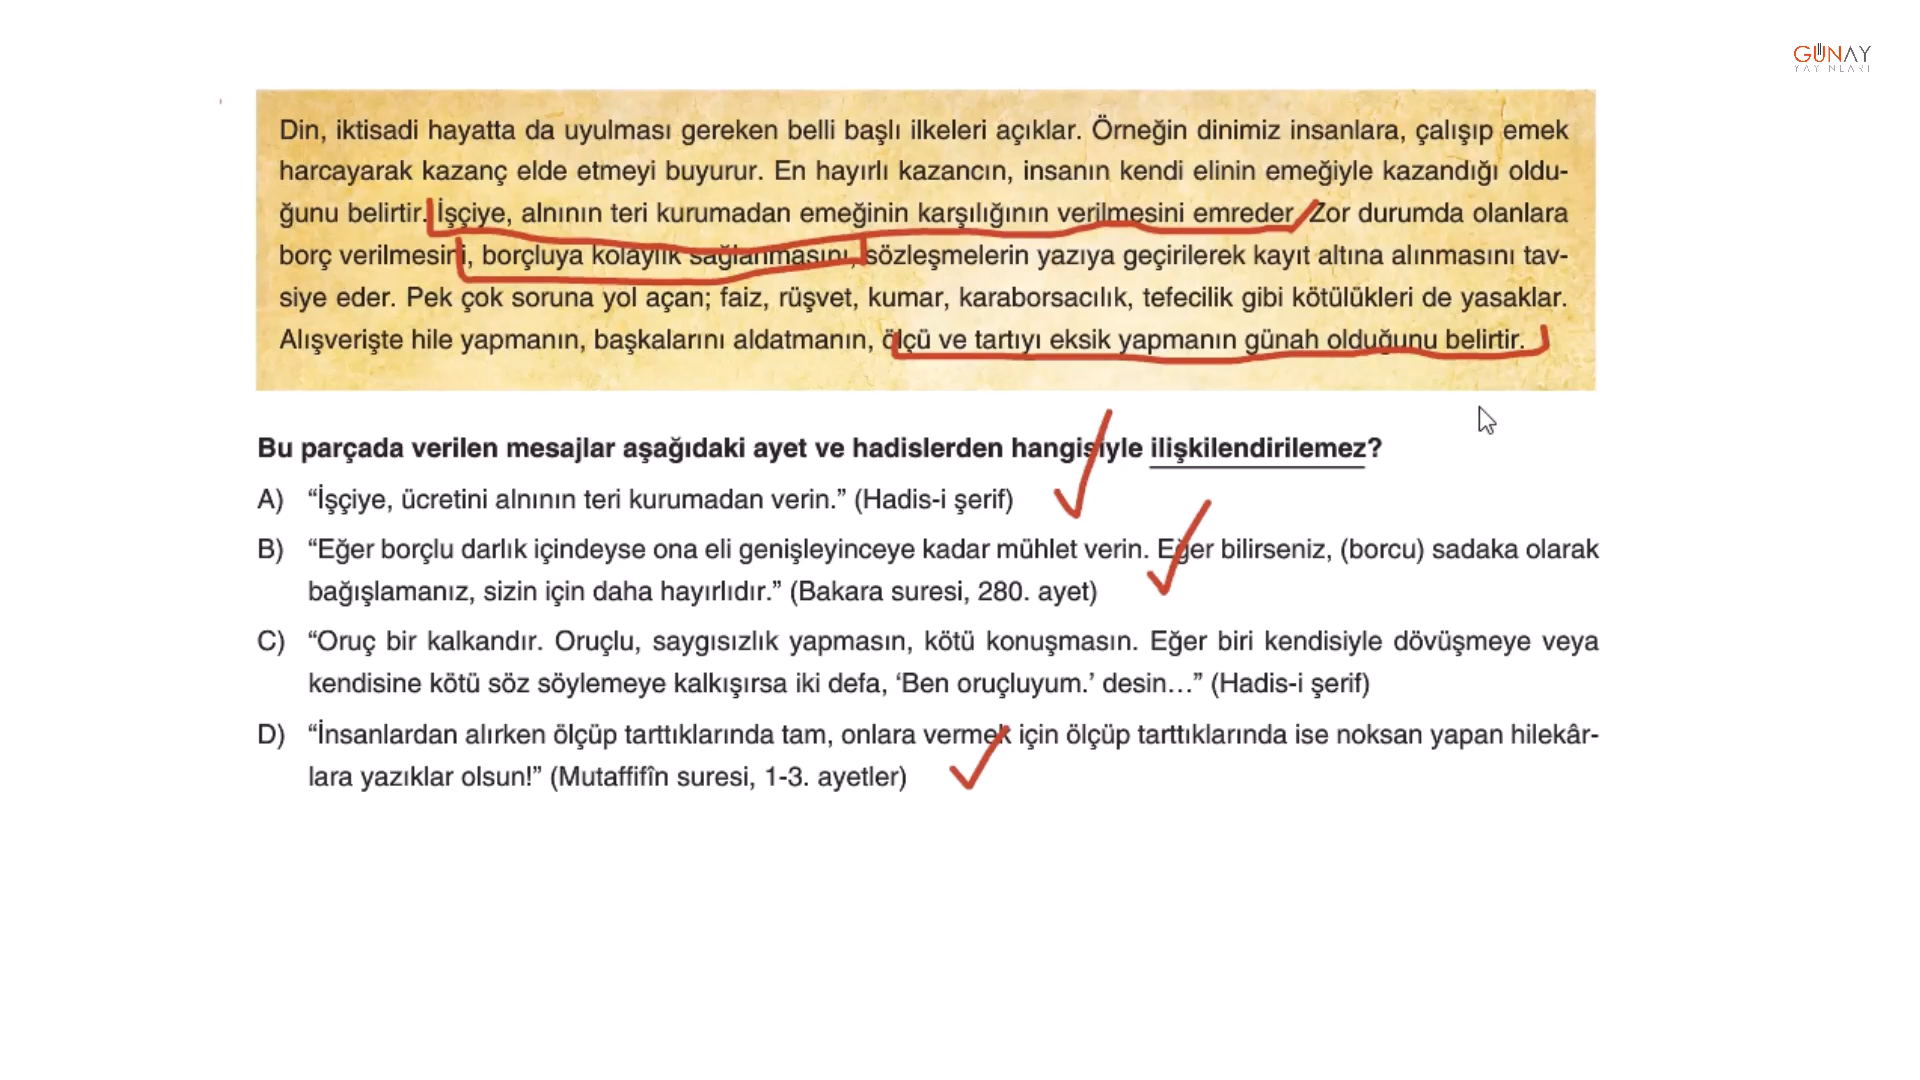 GÜNAY
YAYINLARI
Din, iktisadi hayatta da uyulması gereken belli başlı ilkeleri açıklar. Örneğin dinimiz insanlara, çalışıp emek
harcayarak kazanç elde etmeyi buyurur. En hayırlı kazancın, insanın kendi elinin emeğiyle kazandığı oldu-
ğunu belirtir. İşçiye, alnının teri kurumadan emeğinin karşılığının verilmesini emreder. Zor durumda olanlara
borç verilmesini, borçluya kolaylık sağlanmasını, sözleşmelerin yazıya geçirilerek kayıt altına alınmasını tav-
siye eder. Pek çok soruna yol açan; faiz, rüşvet, kumar, karaborsacılık, tefecilik gibi kötülükleri de yasaklar.
Alışverişte hile yapmanın, başkalarını aldatmanın, ölçü ve tartıyı eksik yapmanın günah olduğunu belirtir.
Bu parçada verilen mesajlar aşağıdaki ayet ve hadislerden hangisiyle ilişkilendirilemez?
A) “İşçiye, ücretini alnının teri kurumadan verin.” (Hadis-i şerif)
B) “Eğer borçlu darlık içindeyse ona eli genişleyinceye kadar mühlet verin. Eğer bilirseniz, (borcu) sadaka olarak
bağışlamanız, sizin için daha hayırlıdır.” (Bakara suresi, 280. ayet)
C) “Oruç bir kalkandır. Oruçlu, saygısızlık yapmasın, kötü konuşmasın. Eğer biri kendisiyle dövüşmeye veya
kendisine kötü söz söylemeye kalkışırsa iki defa, ‘Ben oruçluyum.’ desin...” (Hadis-i şerif)
D) “İnsanlardan alırken ölçüp tarttıklarında tam, onlara vermek için ölçüp tarttıklarında ise noksan yapan hilekâr-
lara yazıklar olsun!” (Mutaffifîn suresi, 1-3. ayetler)